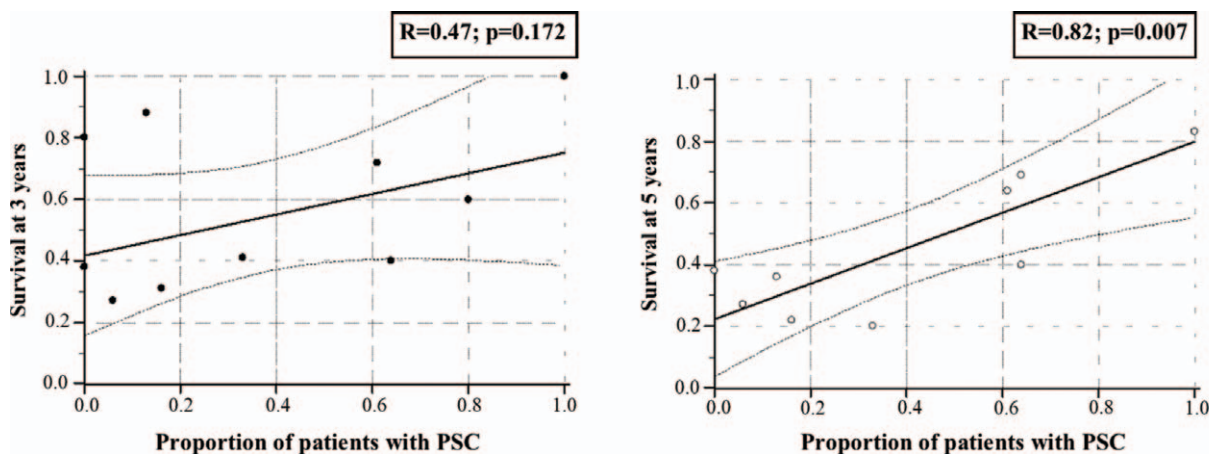 R=0.47; p=0.172
Survival at 3 years
1.0
0.8
0.6
0.4
0.2
0.0
0.0 0.2 0.4 0.6 0.8 1.0
Proportion of patients with PSC
R=0.82; p=0.007
Survival at 5 years
1.0
0.8
0.6
0.4
0.2
0.0
0.0 0.2 0.4 0.6 0.8 1.0
Proportion of patients with PSC